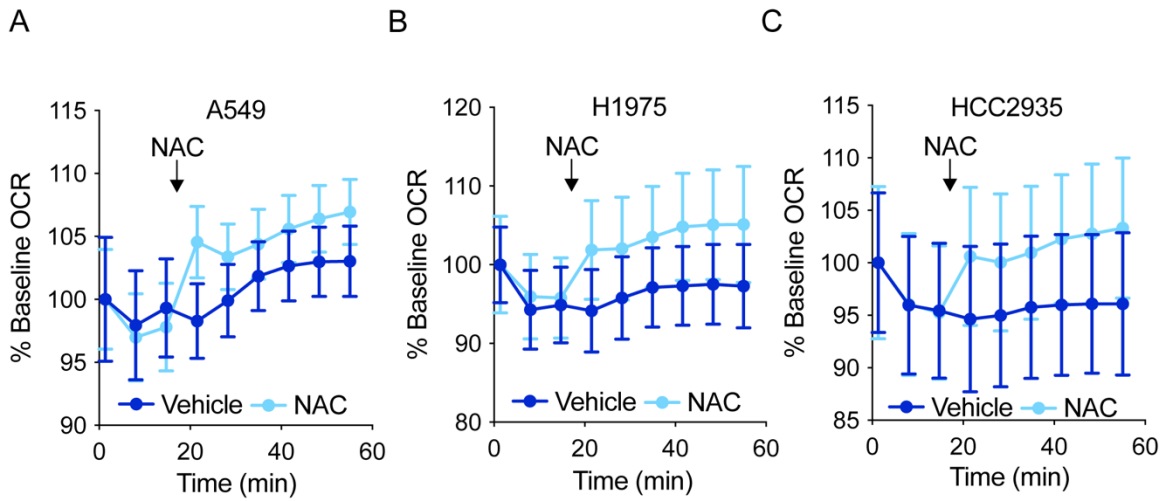 A
B
C
A549
H1975
HCC2935
115
110
105
100
95
90
% Baseline OCR
NAC
Vehicle NAC
0 20 40 60
Time (min)
120
110
100
90
80
% Baseline OCR
NAC
Vehicle NAC
0 20 40 60
Time (min)
115
110
105
100
95
90
85
% Baseline OCR
NAC
Vehicle NAC
0 20 40 60
Time (min)